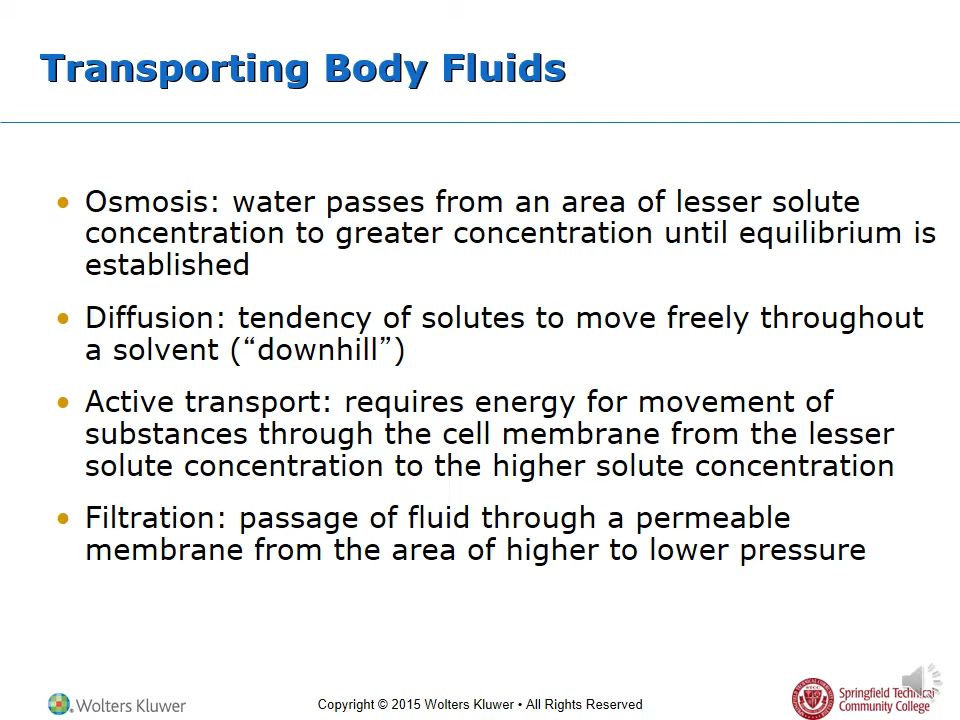 Transporting Body Fluids
• Osmosis: water passes from an area of lesser solute
concentration to greater concentration until equilibrium is
established
• Diffusion: tendency of solutes to move freely throughout
a solvent (“downhill”)
• Active transport: requires energy for movement of
substances through the cell membrane from the lesser
solute concentration to the higher solute concentration
• Filtration: passage of fluid through a permeable
membrane from the area of higher to lower pressure
Wolters Kluwer
Copyright © 2015 Wolters Kluwer • All Rights Reserved
Springfield Technical
Community College